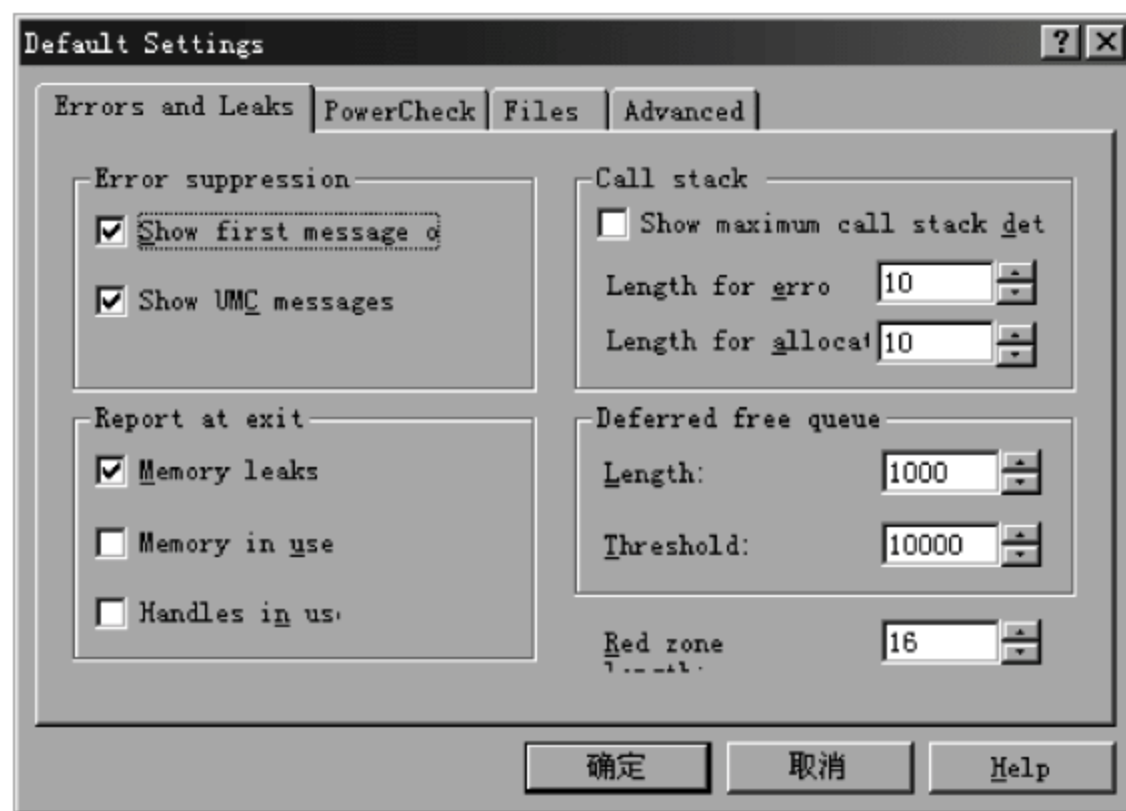 Default Settings
Errors and Leaks PowerCheck Files Advanced
Error suppression
Show first message o
Show UMC messages
Report at exit
Memory leaks
Memory in use
Handles in us
Call stack
Show maximum call stack det
Length for erro 10
Length for allocat 10
Deferred free queue
Length: 1000
Threshold: 10000
Red zone 16
确定 取消 Help